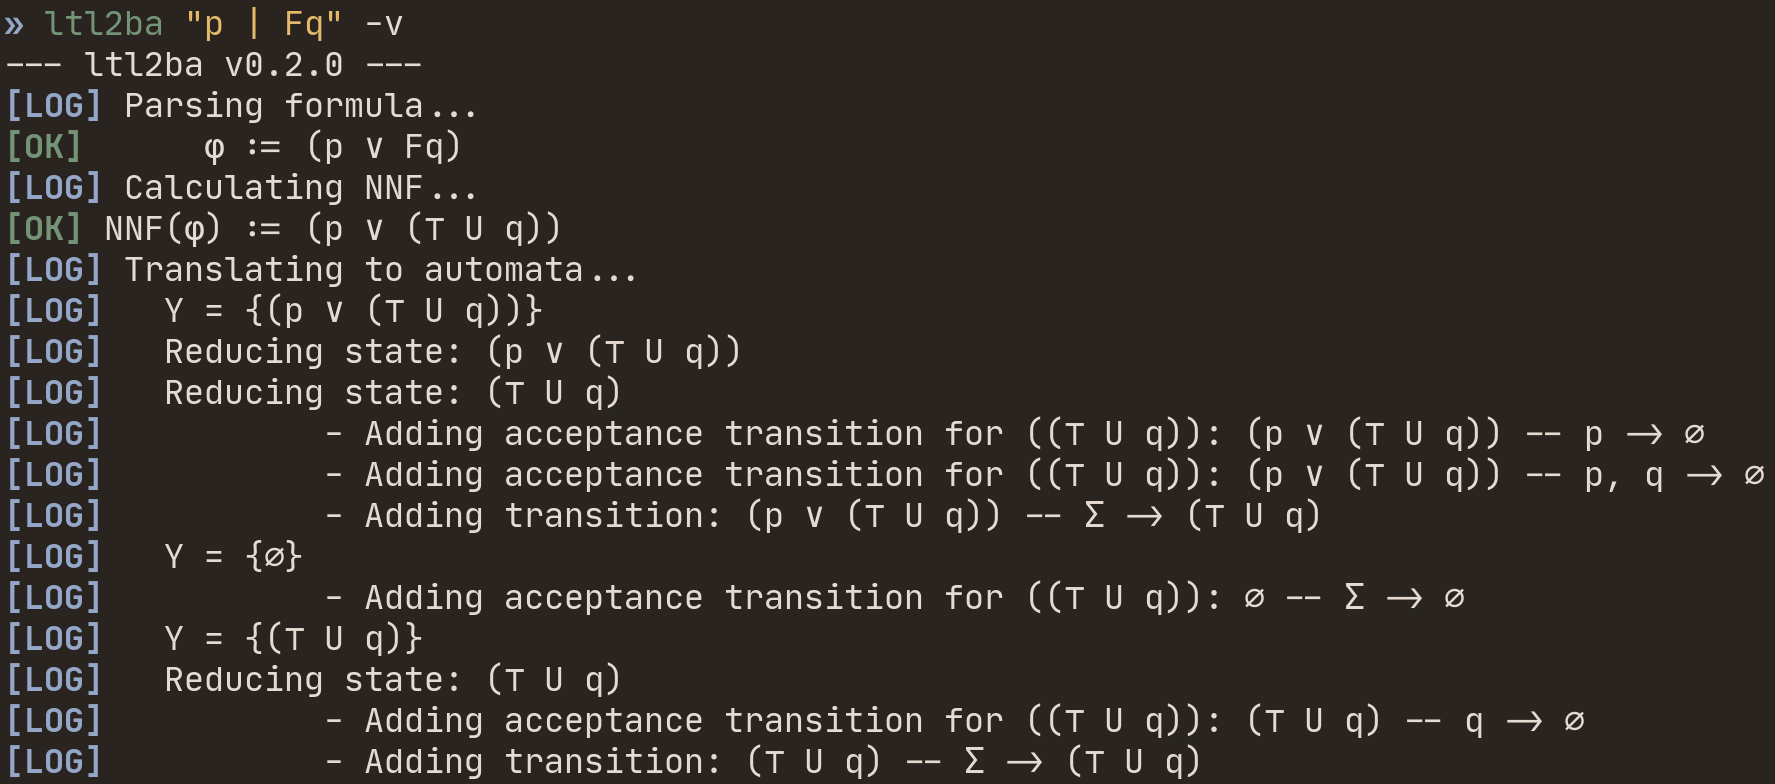 » ltl2ba "p | Fq" -v
--- ltl2ba v0.2.0 ---
[LOG] Parsing formula...
[OK]      φ := (p ∨ Fq)
[LOG] Calculating NNF...
[OK] NNF(φ) := (p ∨ (⊤ U q))
[LOG] Translating to automata...
[LOG]   Y = {(p ∨ (⊤ U q))}
[LOG]   Reducing state: (p ∨ (⊤ U q))
[LOG]   Reducing state: (⊤ U q)
[LOG]           - Adding acceptance transition for ((⊤ U q)): (p ∨ (⊤ U q)) -- p -> ∅
[LOG]           - Adding acceptance transition for ((⊤ U q)): (p ∨ (⊤ U q)) -- p, q -> ∅
[LOG]           - Adding transition: (p ∨ (⊤ U q)) -- Σ -> (⊤ U q)
[LOG]   Y = {∅}
[LOG]           - Adding acceptance transition for ((⊤ U q)): ∅ -- Σ -> ∅
[LOG]   Y = {(⊤ U q)}
[LOG]   Reducing state: (⊤ U q)
[LOG]           - Adding acceptance transition for ((⊤ U q)): (⊤ U q) -- q -> ∅
[LOG]           - Adding transition: (⊤ U q) -- Σ -> (⊤ U q)